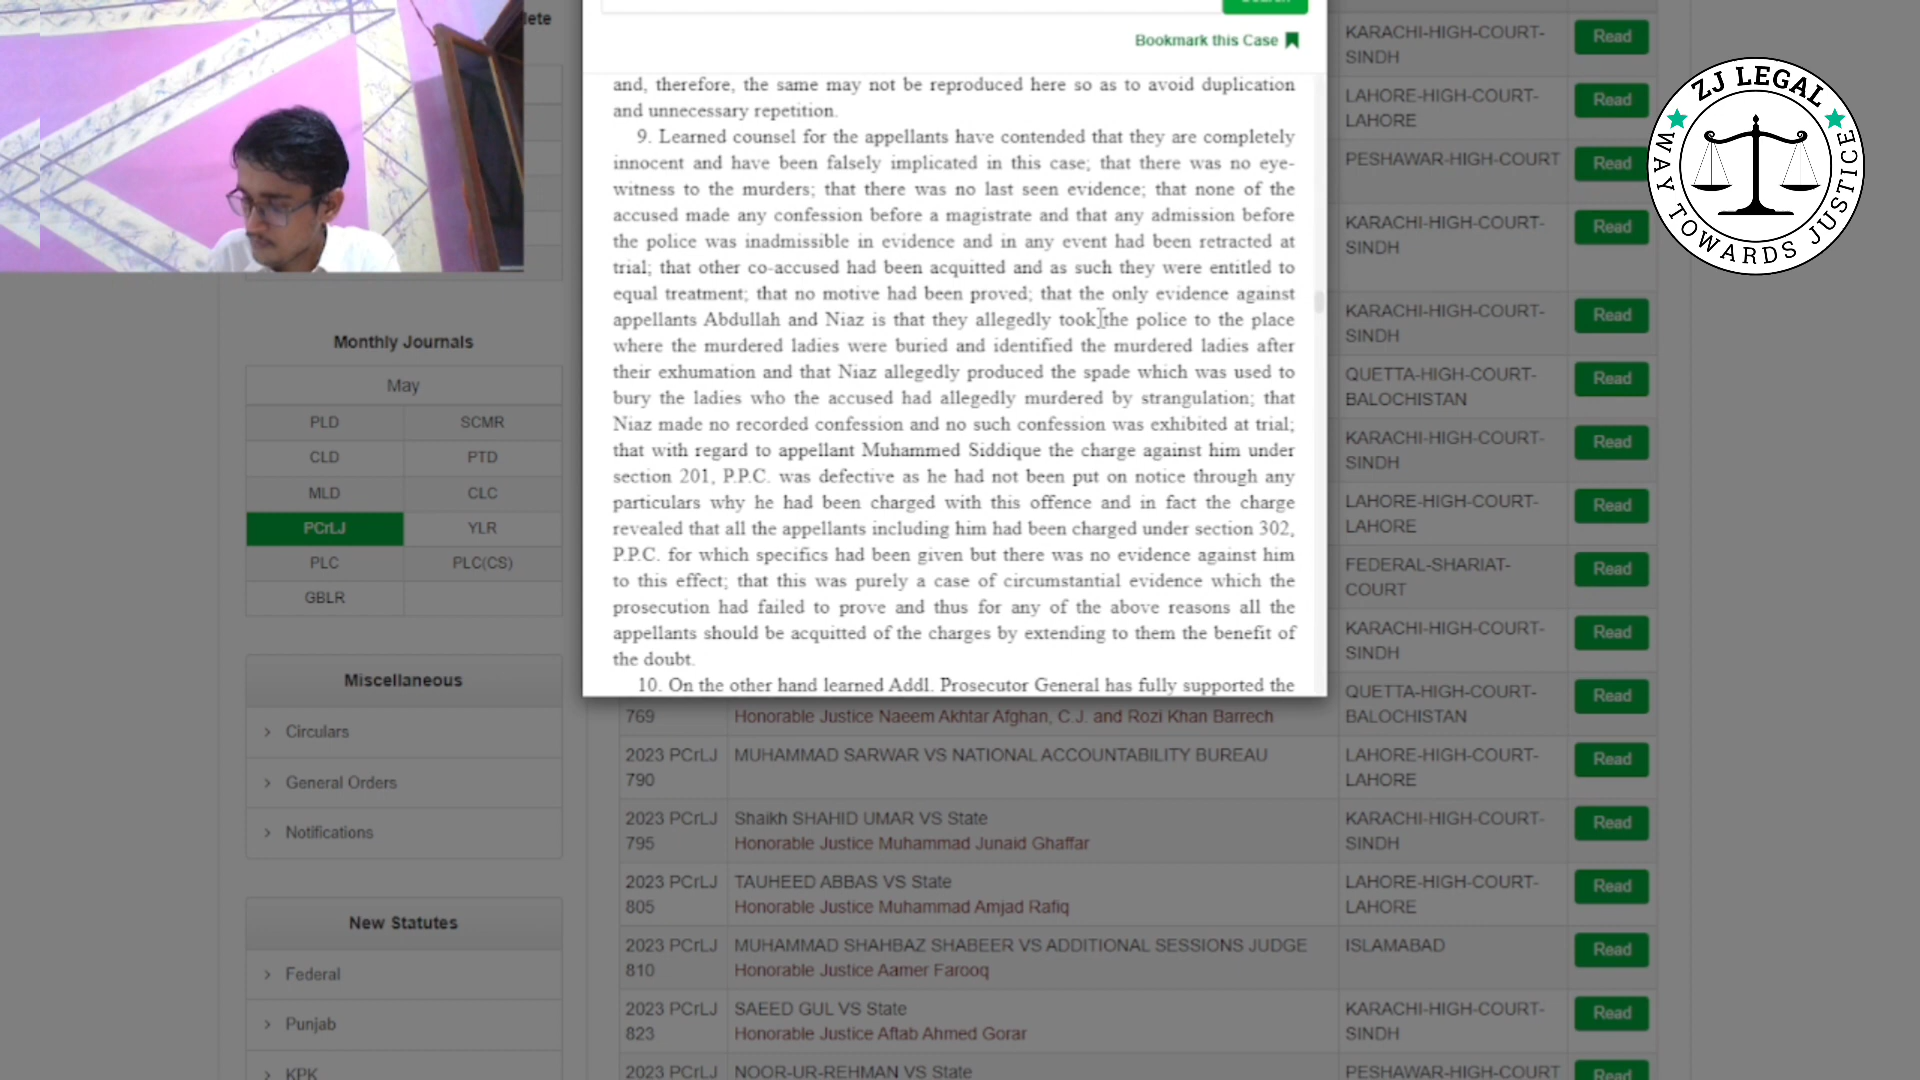 lete
Monthly Journals
May
PLD SCMR
CLD PTD
MLD CLC
PCrLJ YLR
PLC PLC(CS)
GBLR
Miscellaneous
Circulars
General Orders
Notifications
New Statutes
Federal
Punjab
KPK
Bookmark this Case
and, therefore, the same may not be reproduced here so as to avoid duplication
and unnecessary repetition.
9. Learned counsel for the appellants have contended that they are completely
innocent and have been falsely implicated in this case; that there was no eye-
witness to the murders; that there was no last seen evidence; that none of the
accused made any confession before a magistrate and that any admission before
the police was inadmissible in evidence and in any event had been retracted at
trial; that other co-accused had been acquitted and as such they were entitled to
equal treatment; that no motive had been proved; that the only evidence against
appellants Abdullah and Niaz is that they allegedly took the police to the place
where the murdered ladies were buried and identified the murdered ladies after
their exhumation and that Niaz allegedly produced the spade which was used to
bury the ladies who the accused had allegedly murdered by strangulation; that
Niaz made no recorded confession and no such confession was exhibited at trial;
that with regard to appellant Muhammed Siddique the charge against him under
section 201, P.P.C. was defective as he had not been put on notice through any
particulars why he had been charged with this offence and in fact the charge
revealed that all the appellants including him had been charged under section 302,
P.P.C. for which specifics had been given but there was no evidence against him
to this effect; that this was purely a case of circumstantial evidence which the
prosecution had failed to prove and thus for any of the above reasons all the
appellants should be acquitted of the charges by extending to them the benefit of
the doubt.
10. On the other hand learned Addl. Prosecutor General has fully supported the
769 Honorable Justice Naeem Akhtar Afghan, C.J. and Rozi Khan Barrech
2023 PCrLJ MUHAMMAD SARWAR VS NATIONAL ACCOUNTABILITY BUREAU
790
2023 PCrLJ Shaikh SHAHID UMAR VS State
795 Honorable Justice Muhammad Junaid Ghaffar
2023 PCrLJ TAUHEED ABBAS VS State
805 Honorable Justice Muhammad Amjad Rafiq
2023 PCrLJ MUHAMMAD SHAHBAZ SHABEER VS ADDITIONAL SESSIONS JUDGE
810 Honorable Justice Aamer Farooq
2023 PCrLJ SAEED GUL VS State
823 Honorable Justice Aftab Ahmed Gorar
2023 PCrLJ NOOR-UR-REHMAN VS State
KARACHI-HIGH-COURT- Read
SINDH
LAHORE-HIGH-COURT- Read
LAHORE
PESHAWAR-HIGH-COURT Read
KARACHI-HIGH-COURT- Read
SINDH
KARACHI-HIGH-COURT- Read
SINDH
QUETTA-HIGH-COURT- Read
BALOCHISTAN
KARACHI-HIGH-COURT- Read
SINDH
LAHORE-HIGH-COURT- Read
LAHORE
FEDERAL-SHARIAT- Read
COURT
KARACHI-HIGH-COURT- Read
SINDH
QUETTA-HIGH-COURT- Read
BALOCHISTAN
LAHORE-HIGH-COURT- Read
LAHORE
KARACHI-HIGH-COURT- Read
SINDH
LAHORE-HIGH-COURT- Read
LAHORE
ISLAMABAD Read
KARACHI-HIGH-COURT- Read
SINDH
PESHAWAR-HIGH-COURT Read
ZJ LEGAL
WAY TOWARDS JUSTICE